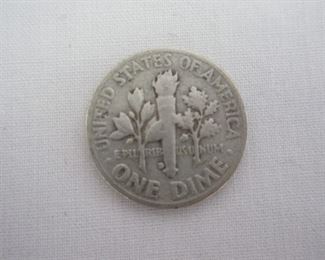 UNITED STATES OF AMERICA
E PLURIBUS UNUM
ONE DIME